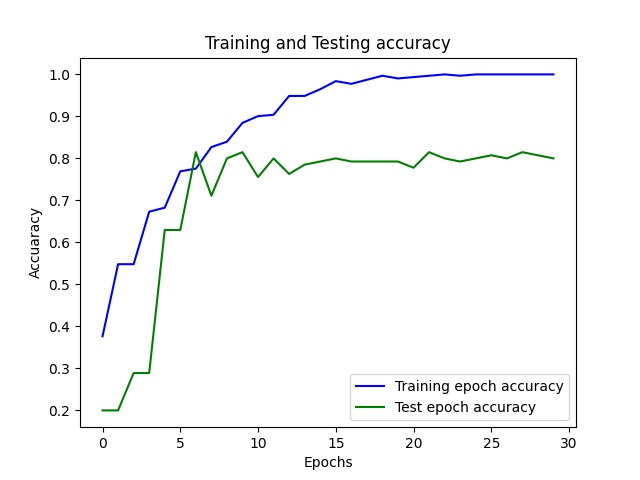 Training and Testing accuracy
1.0
0.9
0.8
0.7
0.6
0.5
0.4
0.3
0.2
Accuaracy
Training epoch accuracy
Test epoch accuracy
0 5 10 15 20 25 30
Epochs